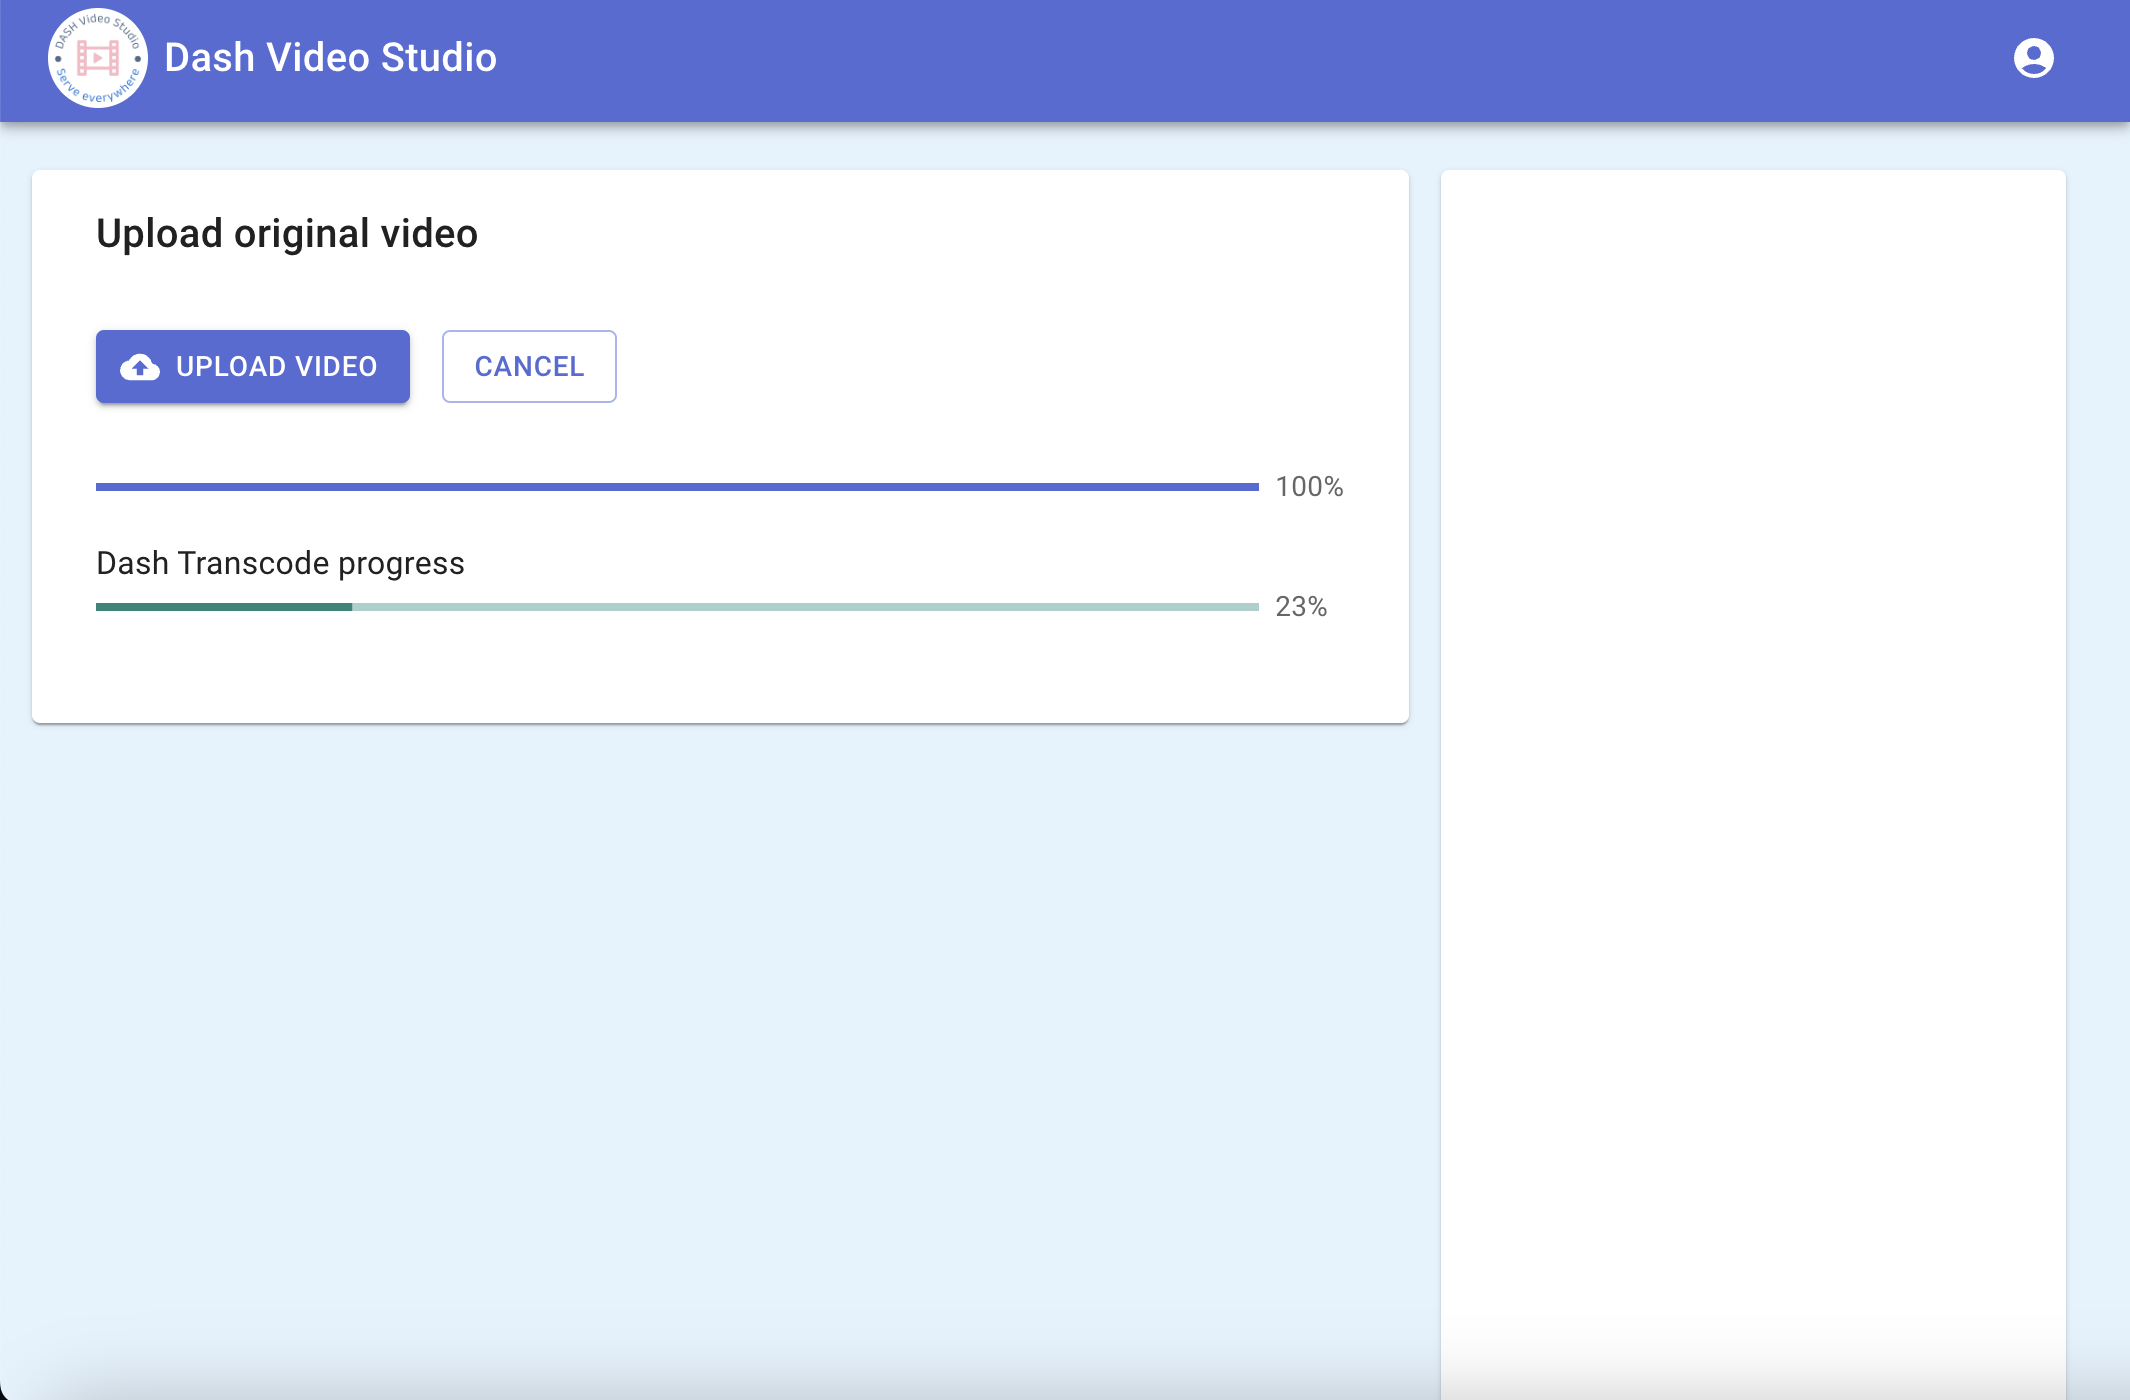 DASH Video Studio
Serve everywhere
Dash Video Studio
Upload original video
UPLOAD VIDEO
CANCEL
100%
Dash Transcode progress
23%